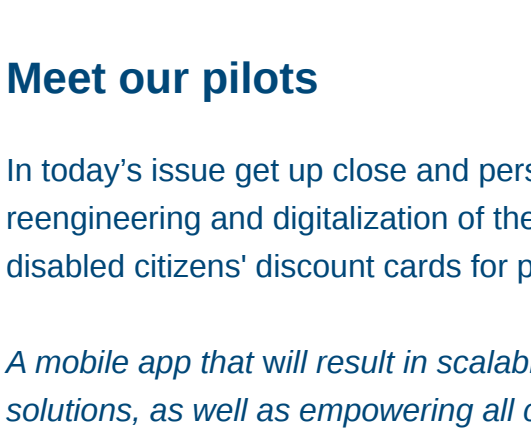 Meet our pilots
In today’s issue get up close and pers
reengineering and digitalization of the
disabled citizens' discount cards for p
A mobile app that will result in scalab
solutions, as well as empowering all